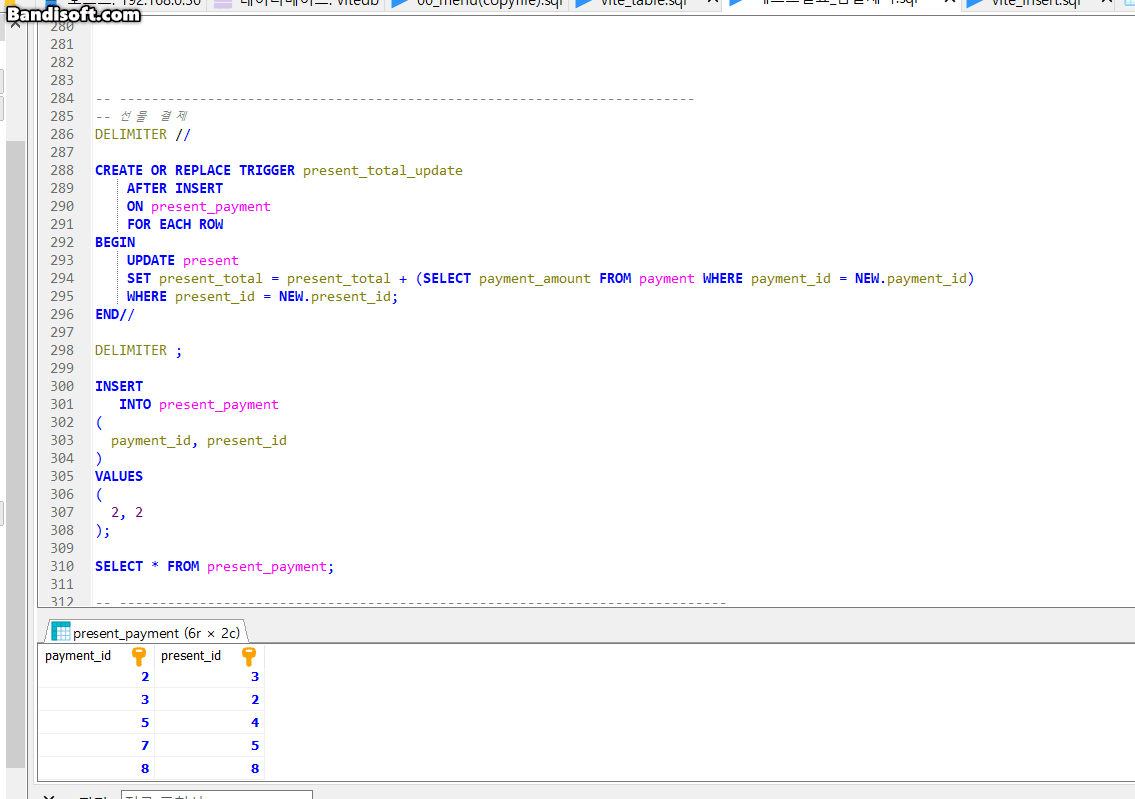 Bandisoft.com
192.168.0.30
vitedb
00_menu(copyfile).sql
vite_table.sql
vite_insert.sql
280
281
282
283
284 -- ------------------------------------------------------------------------
285 -- 선물 결제
286 DELIMITER //
287
288 CREATE OR REPLACE TRIGGER present_total_update
289 AFTER INSERT
290 ON present_payment
291 FOR EACH ROW
292 BEGIN
293 UPDATE present
294 SET present_total = present_total + (SELECT payment_amount FROM payment WHERE payment_id = NEW.payment_id)
295 WHERE present_id = NEW.present_id;
296 END//
297
298 DELIMITER ;
299
300 INSERT
301 INTO present_payment
302 (
303 payment_id, present_id
304 )
305 VALUES
306 (
307 2, 2
308 );
309
310 SELECT * FROM present_payment;
311
312 -- ----------------------------------------------------------------------------
present_payment (6r × 2c)
payment_id present_id
2 3
3 2
5 4
7 5
8 8